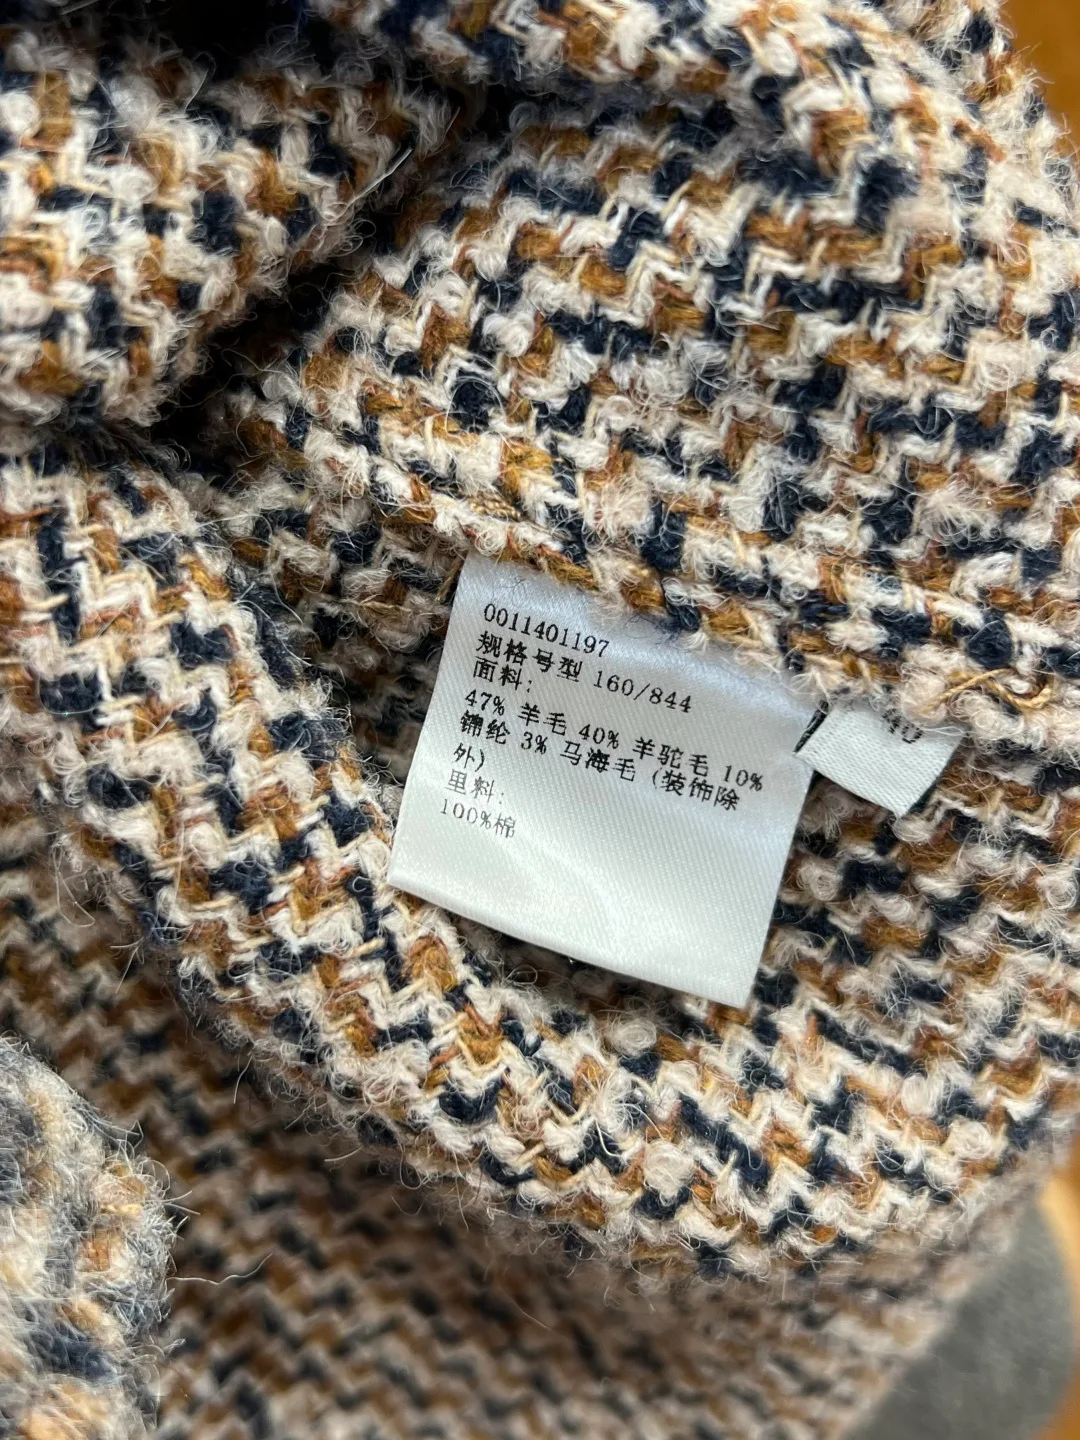 0011401197
规格号型 160/844
面料:
47% 羊毛 40% 羊驼毛 10%
锦纶 3% 马海毛 (装饰除
外)
里料:
100%棉
40